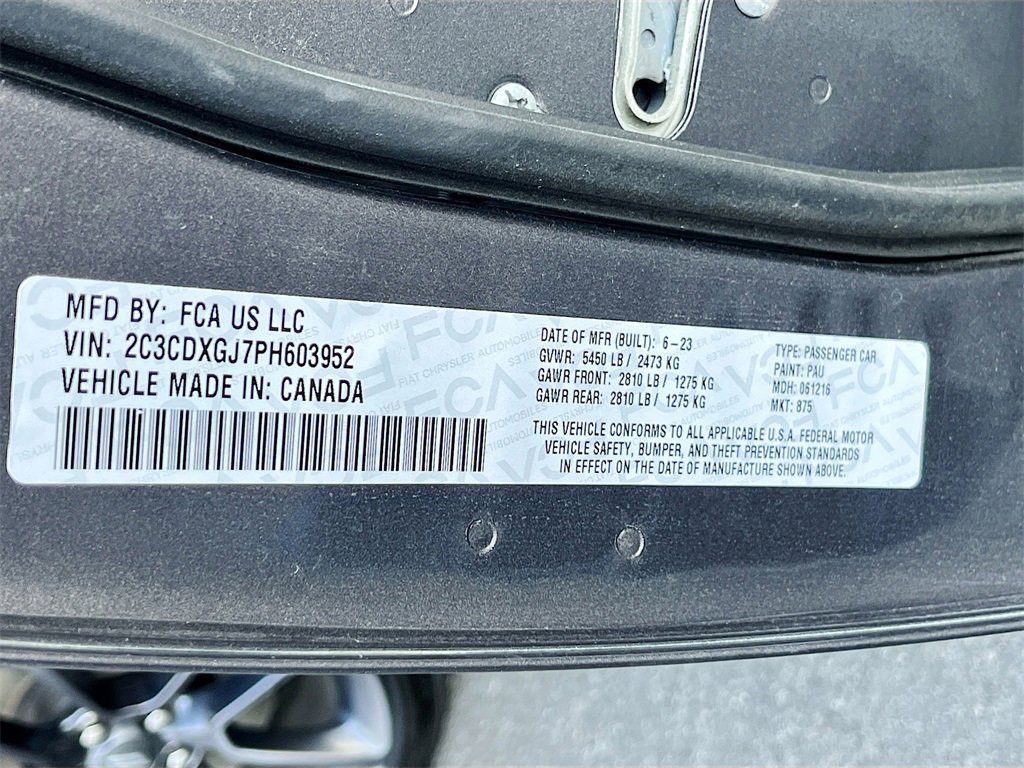 MFD BY: FCA US LLC
VIN: 2C3CDXGJ7PH603952
VEHICLE MADE IN: CANADA
DATE OF MFR (BUILT): 6-23
GVWR: 5450 LB / 2473 KG
GAWR FRONT: 2810 LB / 1275 KG
GAWR REAR: 2810 LB / 1275 KG
TYPE: PASSENGER CAR
PAINT: PAU
MDH: 061216
MKT: 875
THIS VEHICLE CONFORMS TO ALL APPLICABLE U.S.A. FEDERAL MOTOR
VEHICLE SAFETY, BUMPER, AND THEFT PREVENTION STANDARDS
IN EFFECT ON THE DATE OF MANUFACTURE SHOWN ABOVE.